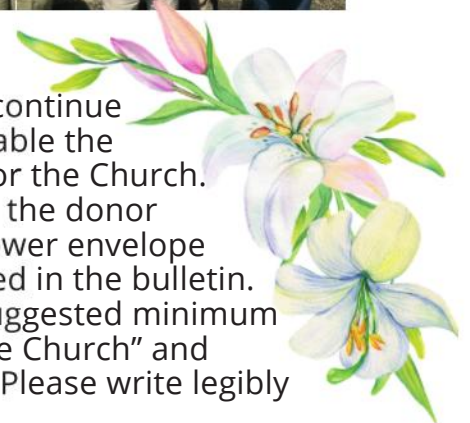 continue
able the
or the Church.
the donor
wer envelope
ed in the bulletin.
uggested minimum
e Church” and
Please write legibly